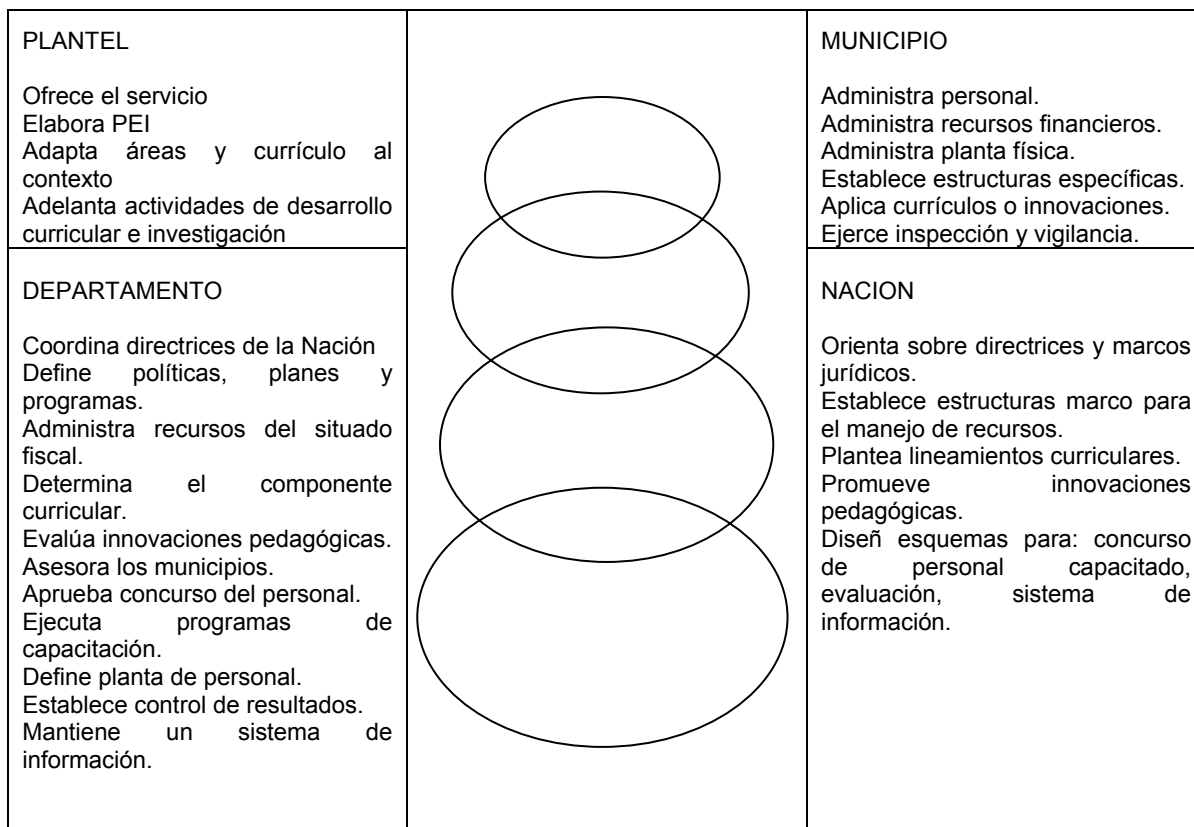 PLANTEL
Ofrece el servicio
Elabora PEI
Adapta áreas y currículo al
contexto
Adelanta actividades de desarrollo
curricular e investigación
MUNICIPIO
Administra personal.
Administra recursos financieros.
Administra planta física.
Establece estructuras específicas.
Aplica currículos o innovaciones.
Ejerce inspección y vigilancia.
DEPARTAMENTO
Coordina directrices de la Nación
Define políticas, planes y
programas.
Administra recursos del situado
fiscal.
Determina el componente
curricular.
Evalúa innovaciones pedagógicas.
Asesora los municipios.
Aprueba concurso del personal.
Ejecuta programas de
capacitación.
Define planta de personal.
Establece control de resultados.
Mantiene un sistema de
información.
NACION
Orienta sobre directrices y marcos
jurídicos.
Establece estructuras marco para
el manejo de recursos.
Plantea lineamientos curriculares.
Promueve innovaciones
pedagógicas.
Diseñ esquemas para: concurso
de personal capacitado,
evaluación, sistema de
información.